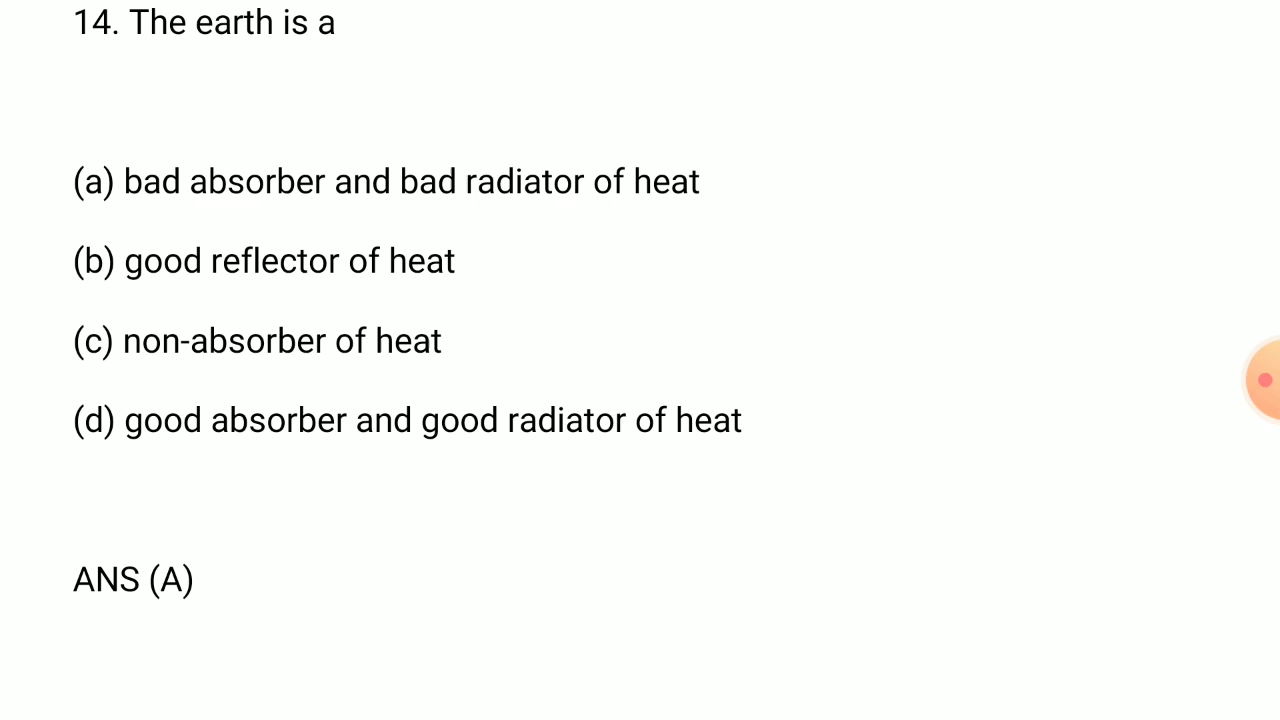 14. The earth is a
(a) bad absorber and bad radiator of heat
(b) good reflector of heat
(c) non-absorber of heat
(d) good absorber and good radiator of heat
ANS (A)